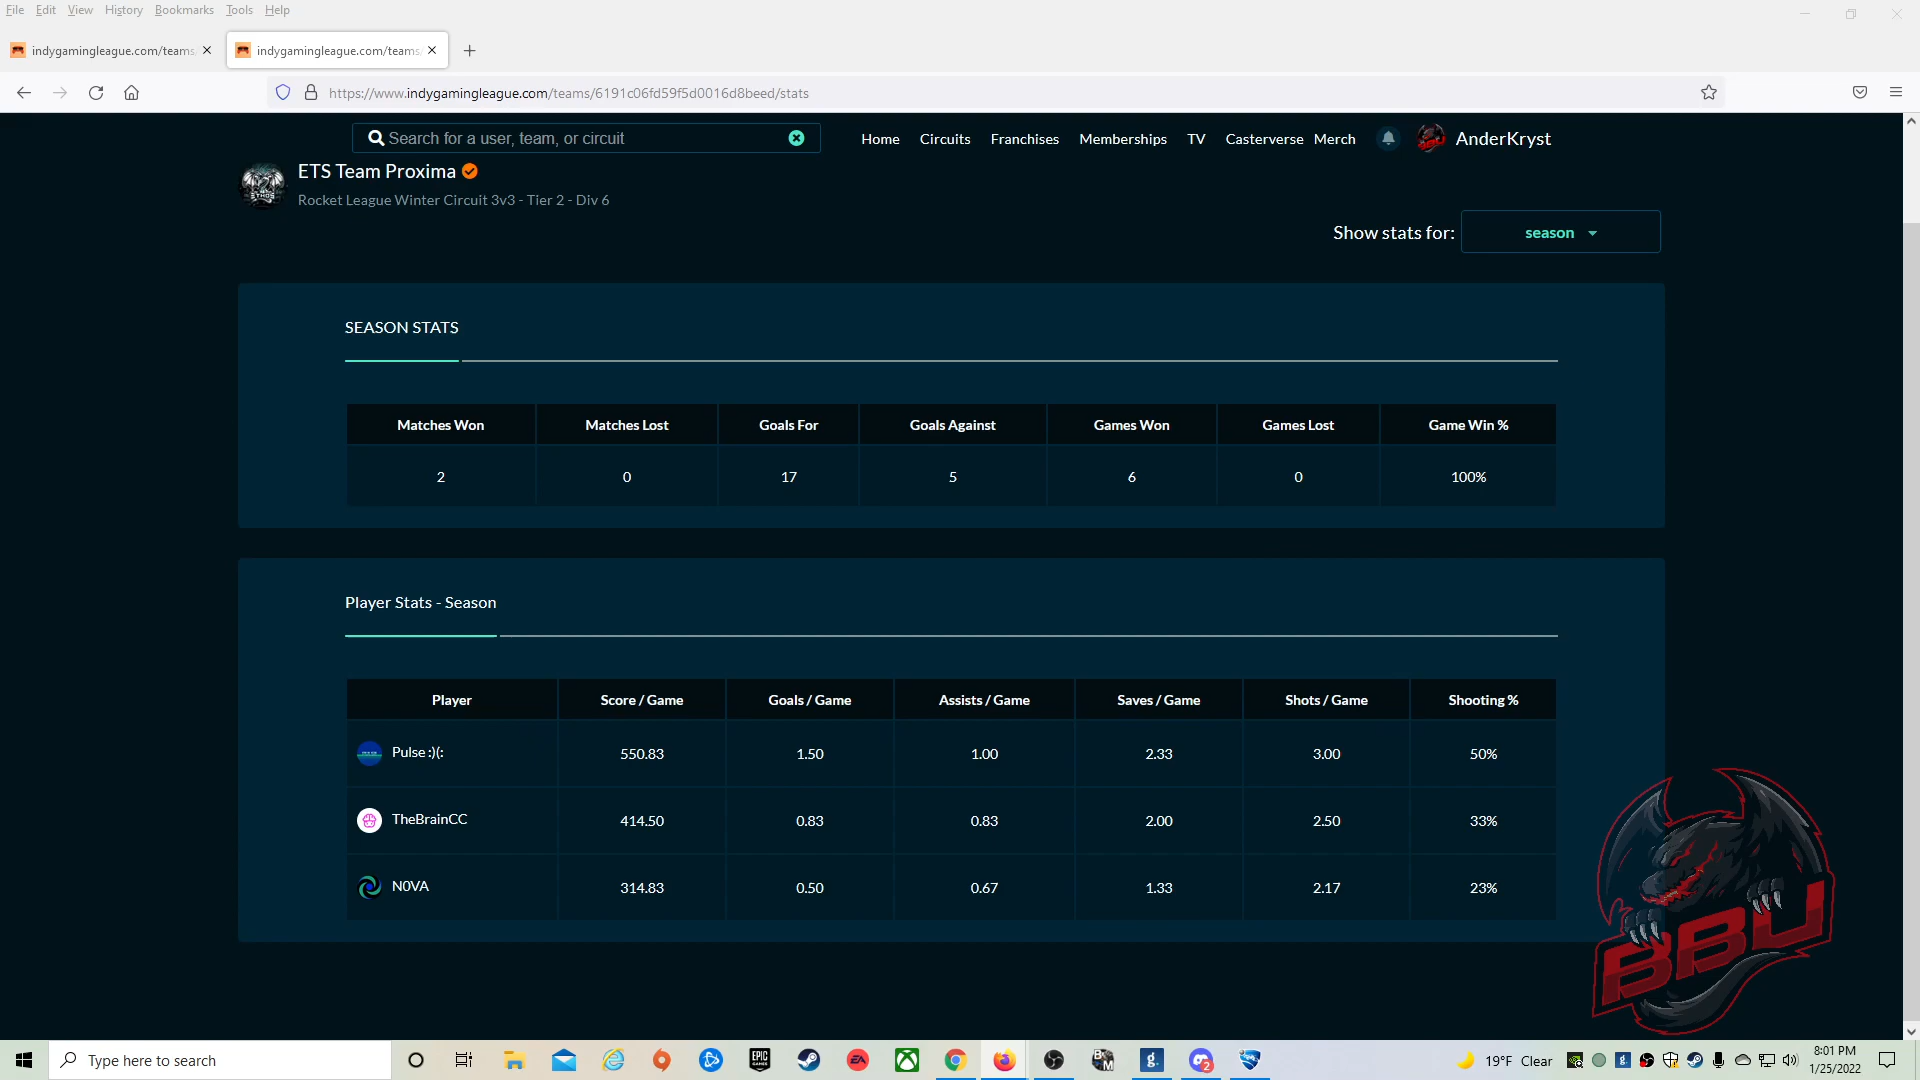 File Edit View History Bookmarks Tools Help
indygamingleague.com/teams
indygamingleague.com/teams
https://www.indygamingleague.com/teams/6191c06fd59f5d0016d8beed/stats
Search for a user, team, or circuit
Home Circuits Franchises Memberships TV Casterverse Merch AnderKryst
ETS Team Proxima
Rocket League Winter Circuit 3v3 - Tier 2 - Div 6
Show stats for: season
SEASON STATS
Matches Won Matches Lost Goals For Goals Against Games Won Games Lost Game Win %
2 0 17 5 6 0 100%
Player Stats - Season
Player Score / Game Goals / Game Assists / Game Saves / Game Shots / Game Shooting %
Pulse :)(: 550.83 1.50 1.00 2.33 3.00 50%
TheBrainCC 414.50 0.83 0.83 2.00 2.50 33%
N0VA 314.83 0.50 0.67 1.33 2.17 23%
BBU
Type here to search
EPIC GAMES
EA
g.
2
19°F Clear
8:01 PM
1/25/2022